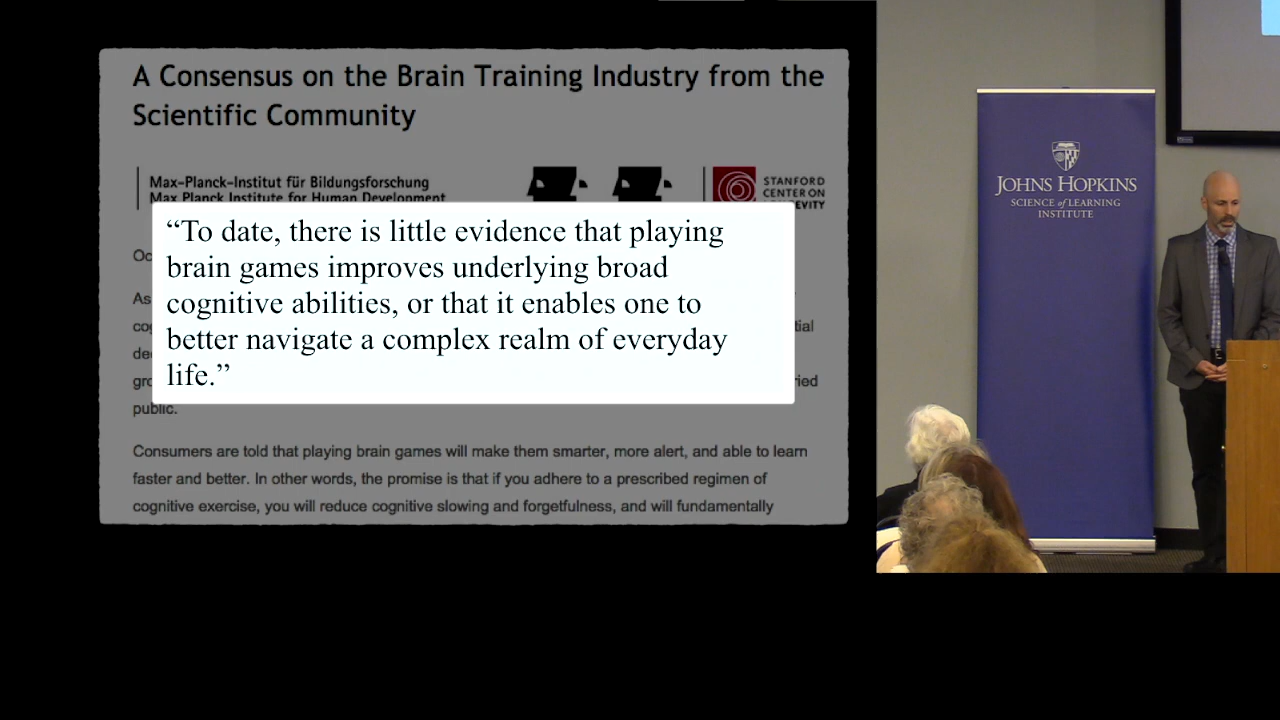 A Consensus on the Brain Training Industry from the
Scientific Community
Max-Planck-Institut für Bildungsforschung
Max Planck Institute for Human Development
STANFORD
CENTER ON
LONGEVITY
“To date, there is little evidence that playing
brain games improves underlying broad
cognitive abilities, or that it enables one to
better navigate a complex realm of everyday
life.”
public.
Consumers are told that playing brain games will make them smarter, more alert, and able to learn
faster and better. In other words, the promise is that if you adhere to a prescribed regimen of
cognitive exercise, you will reduce cognitive slowing and forgetfulness, and will fundamentally
JOHNS HOPKINS
SCIENCE of LEARNING
INSTITUTE